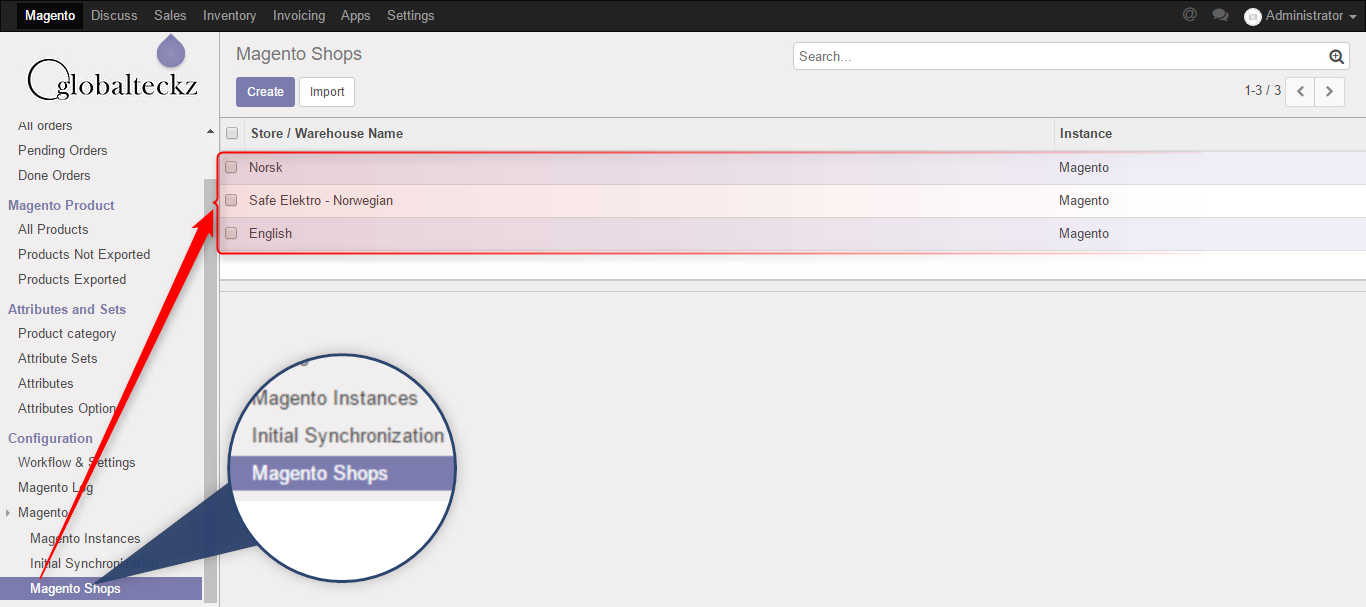 Magento Discuss Sales Inventory Invoicing Apps Settings @ Administrator
globalteckz
All orders
Pending Orders
Done Orders
Magento Product
All Products
Products Not Exported
Products Exported
Attributes and Sets
Product category
Attribute Sets
Attributes
Attributes Option
Configuration
Workflow & Settings
Magento Log
Magento
Magento Instances
Initial Synchronization
Magento Shops
Magento Shops
Search...
Create Import
1-3 / 3
Store / Warehouse Name Instance
Norsk Magento
Safe Elektro - Norwegian Magento
English Magento
Magento Instances
Initial Synchronization
Magento Shops